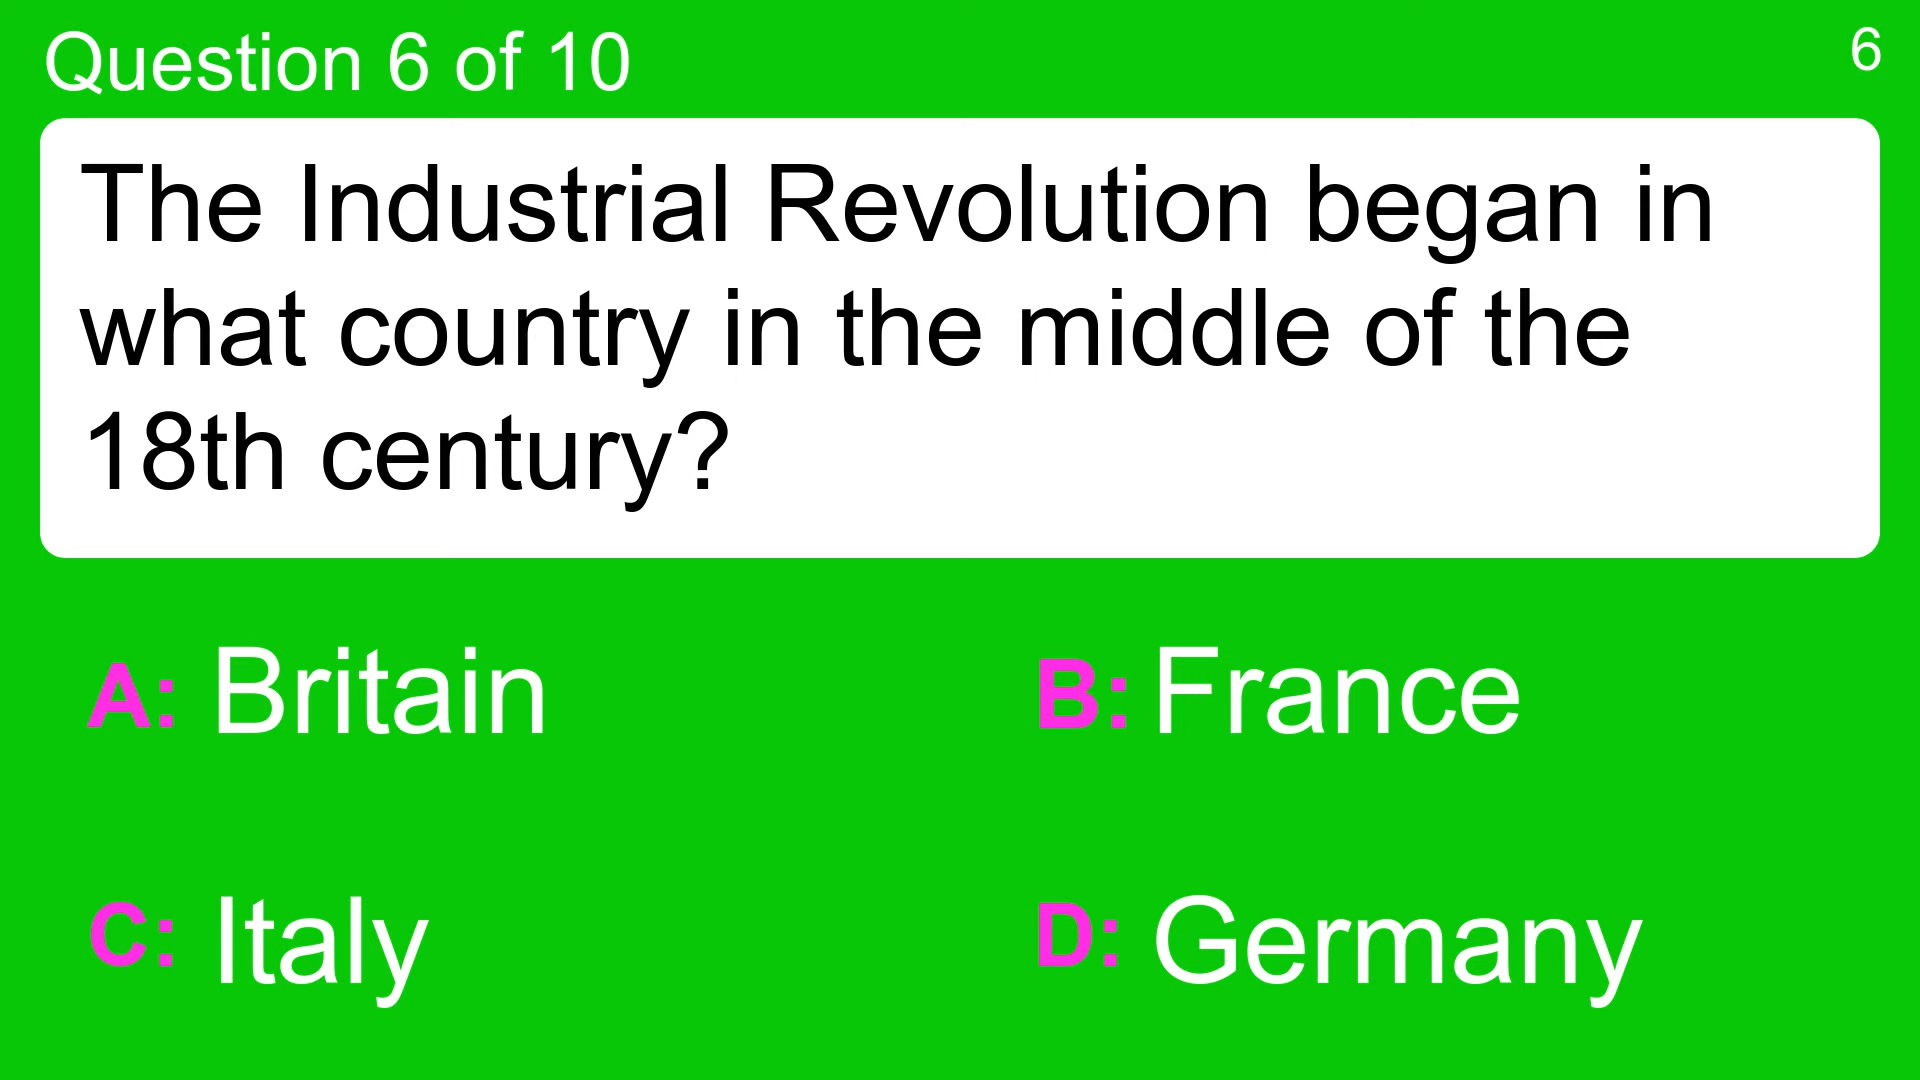 Question 6 of 10
6
The Industrial Revolution began in
what country in the middle of the
18th century?
A: Britain
B: France
C: Italy
D: Germany